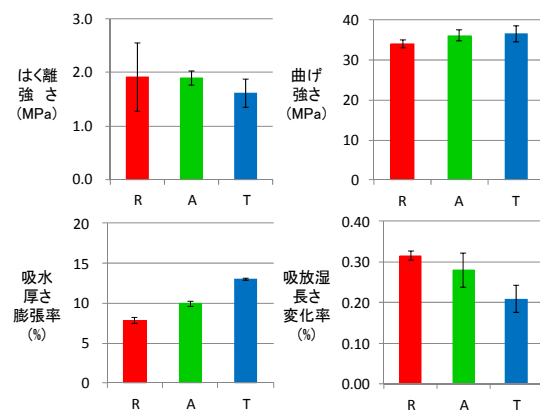 はく離
強 さ
(MPa)
3.0
2.0
1.0
0.0
R A T
曲げ
強さ
(MPa)
40
30
20
10
0
R A T
吸水
厚さ
膨張率
(%)
20
15
10
5
0
R A T
吸放湿
長さ
変化率
(%)
0.40
0.30
0.20
0.10
0.00
R A T